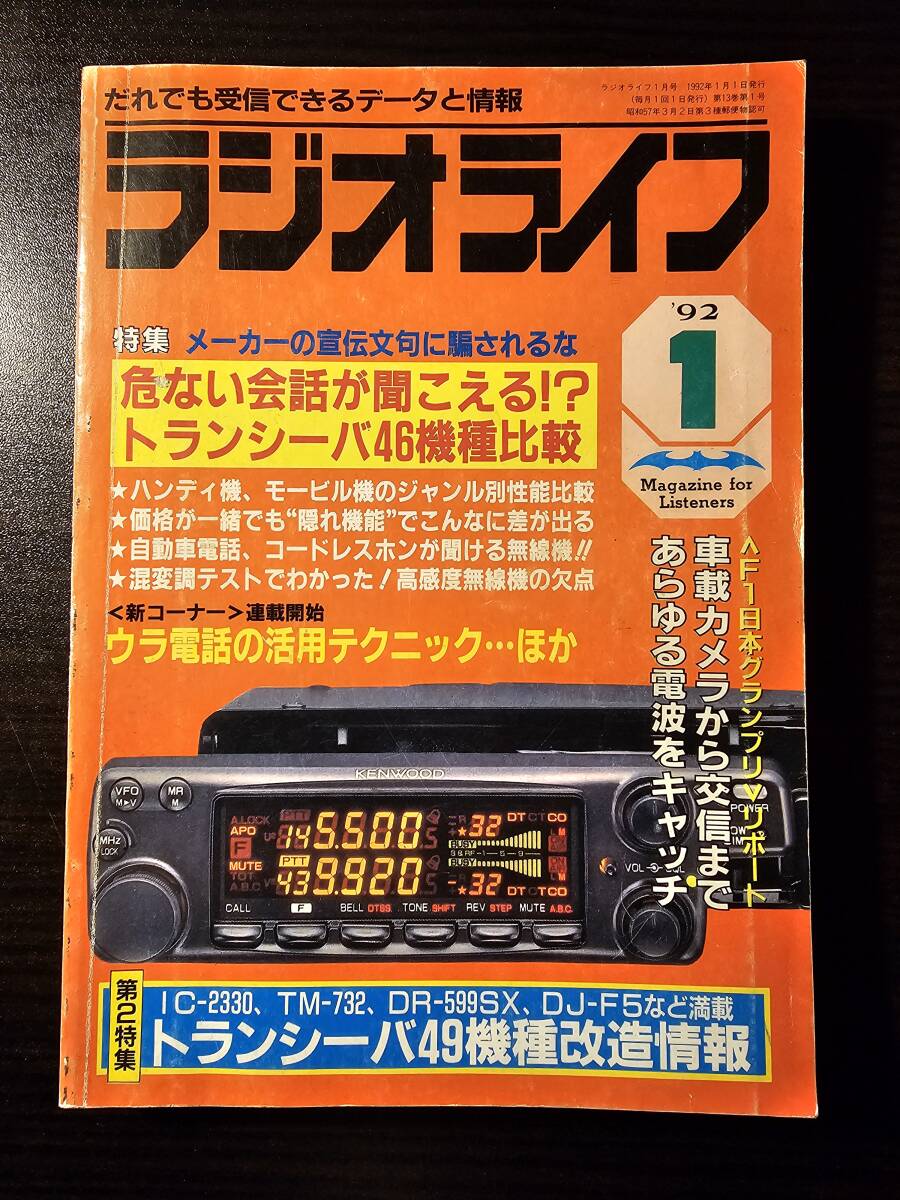 だれでも受信できるデータと情報
ラジオライフ1月号 1992年1月1日発行
(毎月1回1日発行) 第13巻第1号
昭和57年3月2日第3種郵便物認可
ラジオライフ
'92
1
Magazine for
Listeners
特集 メーカーの宣伝文句に騙されるな
危ない会話が聞こえる!?
トランシーバ46機種比較
★ハンディ機、モービル機のジャンル別性能比較
★価格が一緒でも“隠れ機能”でこんなに差が出る
★自動車電話、コードレスホンが聞ける無線機!!
★混変調テストでわかった!高感度無線機の欠点
<新コーナー>連載開始
ウラ電話の活用テクニック…ほか
<F1日本グランプリ>リポート
車載カメラから交信まで
あらゆる電波をキャッチ
KENWOOD
VFO
M▶V
MR
M
MHz
LOCK
A.LOCK
PTT
APO
F
MUTE
145.500
32
DT CTCO
BUSY
S&RF-1-5-9
PTT
439.920
BUSY
32
DTCTCO
TOT
A.B.C
POWER
VOL
SQL
CALL
F
BELL DTSS
TONE SHIFT
REV STEP
MUTE A.B.C.
第2特集
IC-2330、TM-732、DR-599SX、DJ-F5など満載
トランシーバ49機種改造情報